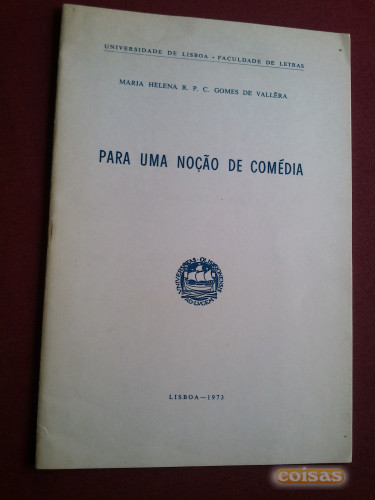 UNIVERSIDADE DE LISBOA • FACULDADE DE LETRAS
MARIA HELENA R. P. C. GOMES DE VALLÊRA
PARA UMA NOÇÃO DE COMÉDIA
LISBOA — 1973
coisas